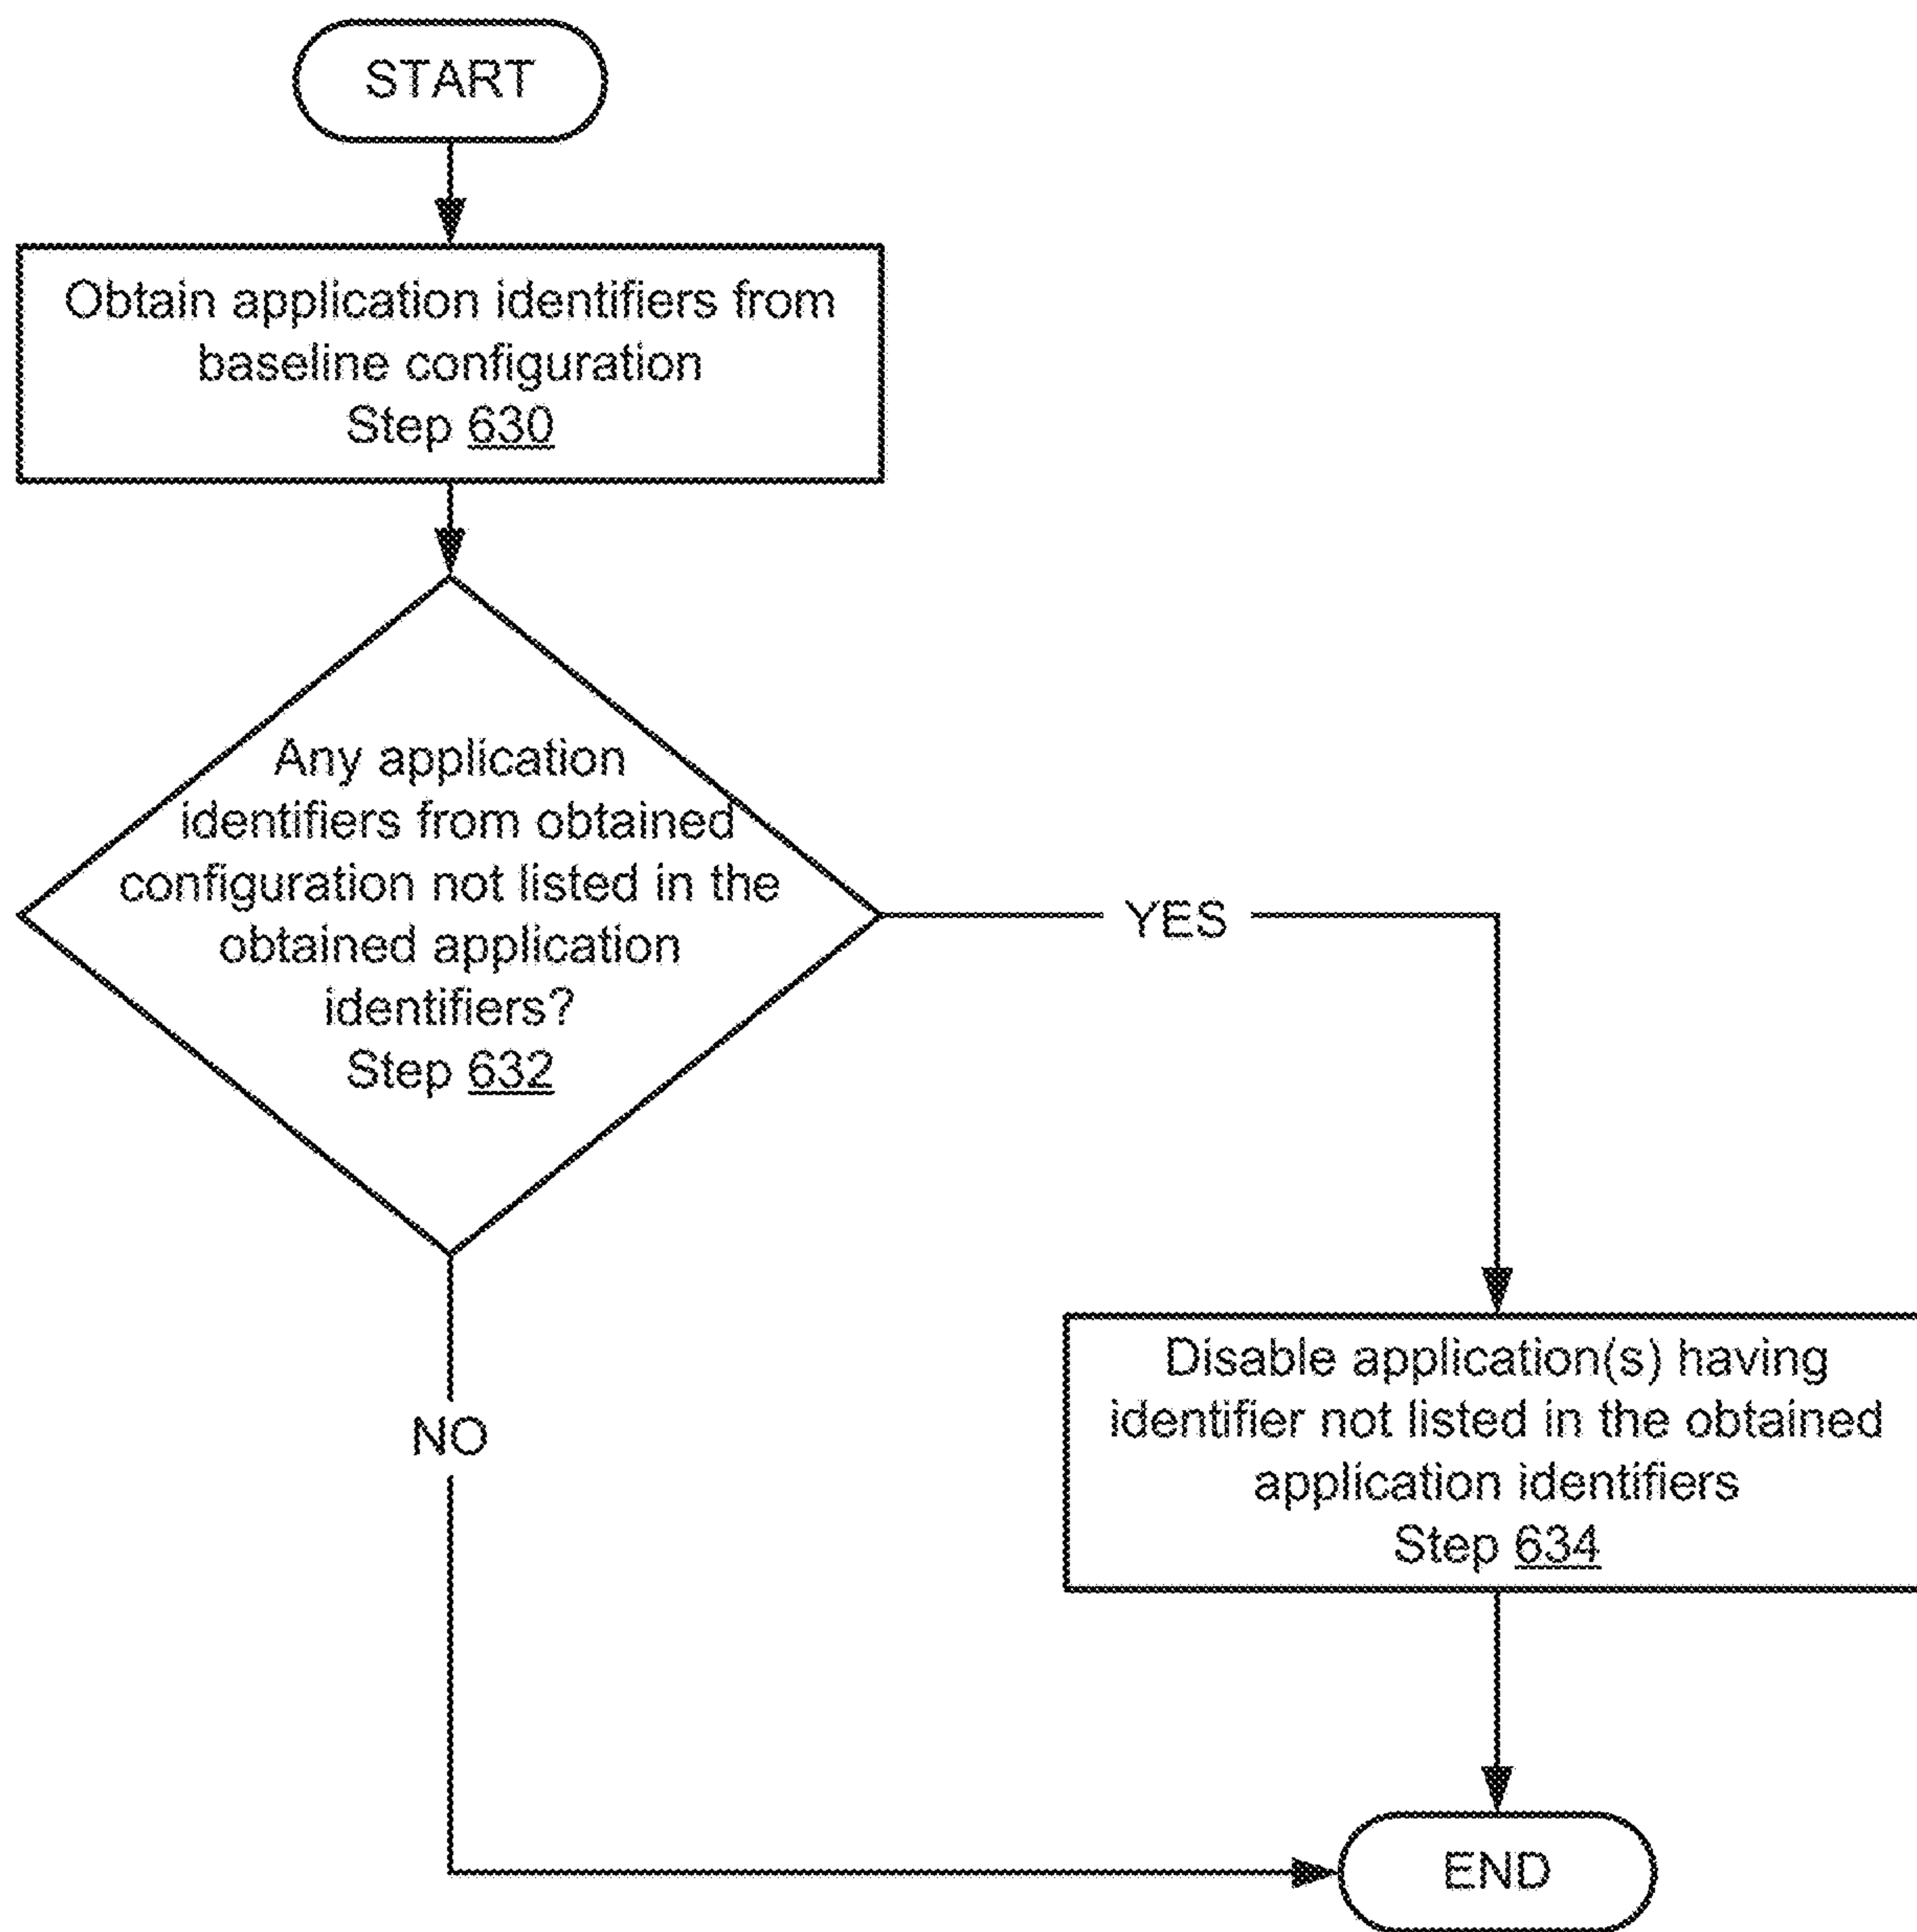 START
Obtain application identifiers from
baseline configuration
Step 630
Any application
identifiers from obtained
configuration not listed in the
obtained application
identifiers?
Step 632
YES
NO
Disable application(s) having
identifier not listed in the obtained
application identifiers
Step 634
END